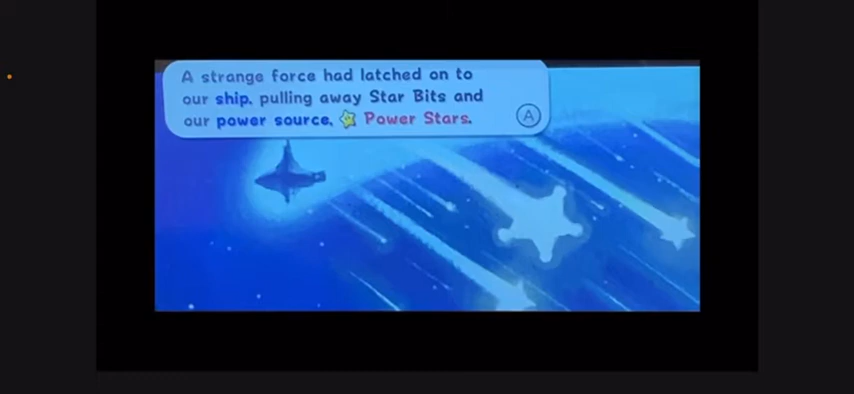 A strange force had latched on to
our ship, pulling away Star Bits and
our power source, Power Stars.
A